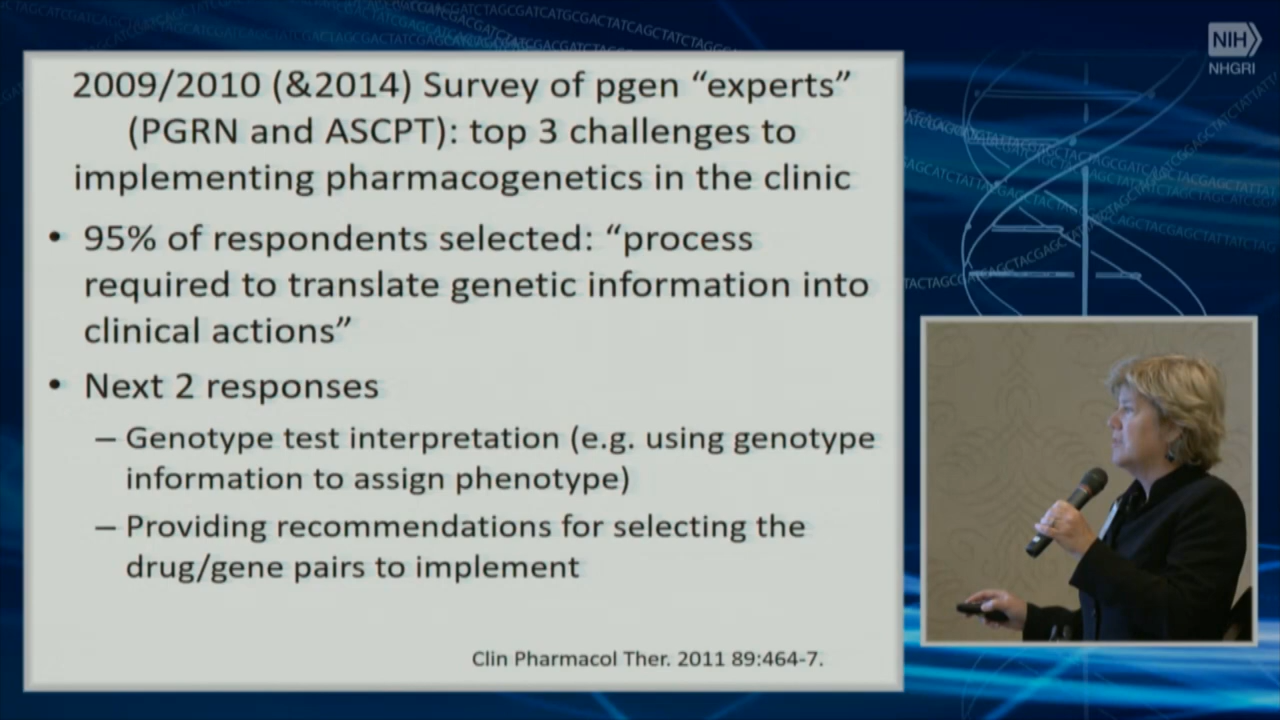 NIH
NHGRI
2009/2010 (&2014) Survey of pgen “experts”
(PGRN and ASCPT): top 3 challenges to
implementing pharmacogenetics in the clinic
• 95% of respondents selected: “process
required to translate genetic information into
clinical actions”
• Next 2 responses
– Genotype test interpretation (e.g. using genotype
information to assign phenotype)
– Providing recommendations for selecting the
drug/gene pairs to implement
Clin Pharmacol Ther. 2011 89:464-7.